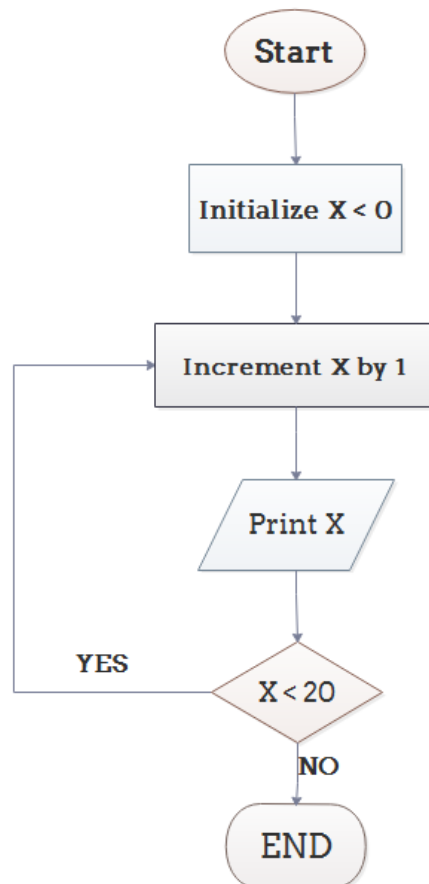 Start
Initialize X < 0
Increment X by 1
Print X
YES
X < 20
NO
END